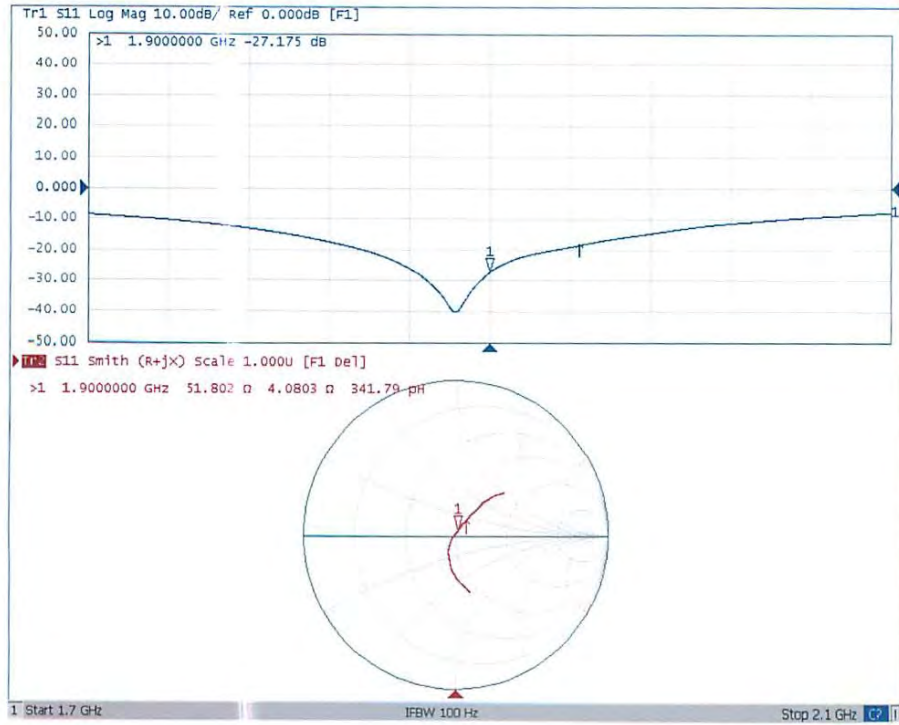 Tr1 S11 Log Mag 10.00dB/ Ref 0.000dB [F1]
50.00
>1 1.9000000 GHz -27.175 dB
40.00
30.00
20.00
10.00
0.000
-10.00
1
-20.00
1
-30.00
-40.00
-50.00
Tr2 S11 Smith (R+jX) Scale 1.000U [F1 Del]
>1 1.9000000 GHz 51.802 Ω 4.0803 Ω 341.79 pH
1
1 Start 1.7 GHz IFBW 100 Hz Stop 2.1 GHz C?